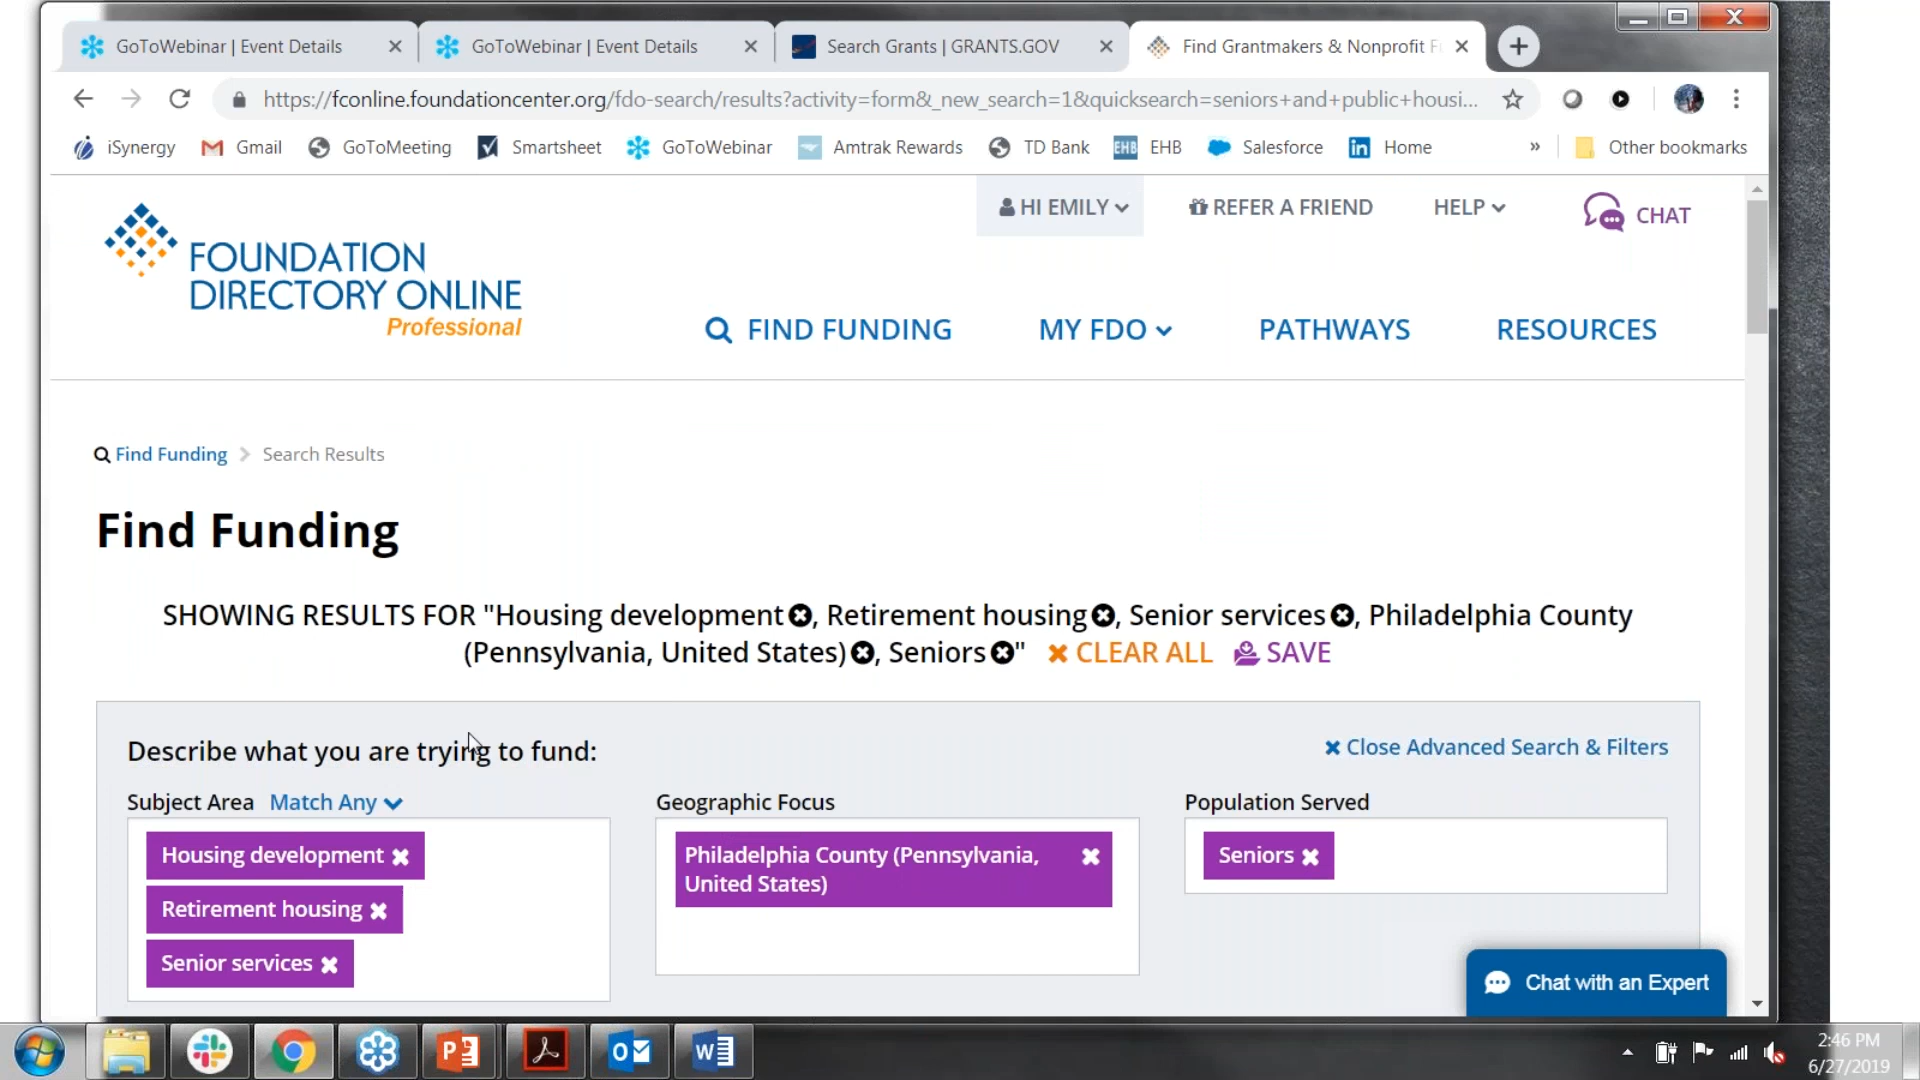 GoToWebinar | Event Details
GoToWebinar | Event Details
Search Grants | GRANTS.GOV
Find Grantmakers & Nonprofit F
https://fconline.foundationcenter.org/fdo-search/results?activity=form&_new_search=1&quicksearch=seniors+and+public+housi...
iSynergy
Gmail
GoToMeeting
Smartsheet
GoToWebinar
Amtrak Rewards
TD Bank
EHB
EHB
Salesforce
in
Home
»
Other bookmarks
HI EMILY
REFER A FRIEND
HELP
CHAT
FOUNDATION
DIRECTORY ONLINE
Professional
FIND FUNDING
MY FDO
PATHWAYS
RESOURCES
Find Funding > Search Results
Find Funding
SHOWING RESULTS FOR "Housing development, Retirement housing, Senior services, Philadelphia County
(Pennsylvania, United States), Seniors" CLEAR ALL SAVE
Describe what you are trying to fund:
Close Advanced Search & Filters
Subject Area Match Any
Geographic Focus
Population Served
Housing development
Retirement housing
Senior services
Philadelphia County (Pennsylvania,
United States)
Seniors
Chat with an Expert
2:46 PM
6/27/2019